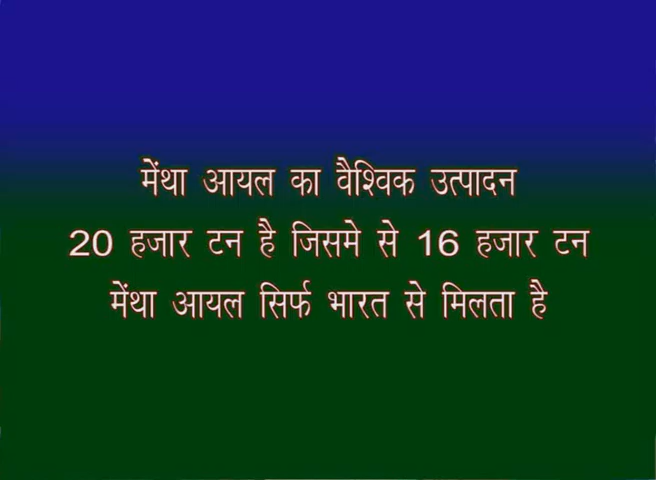 मेंथा आयल का वैश्विक उत्पादन
20 हजार टन है जिसमे से 16 हजार टन
मेंथा आयल सिर्फ भारत से मिलता है